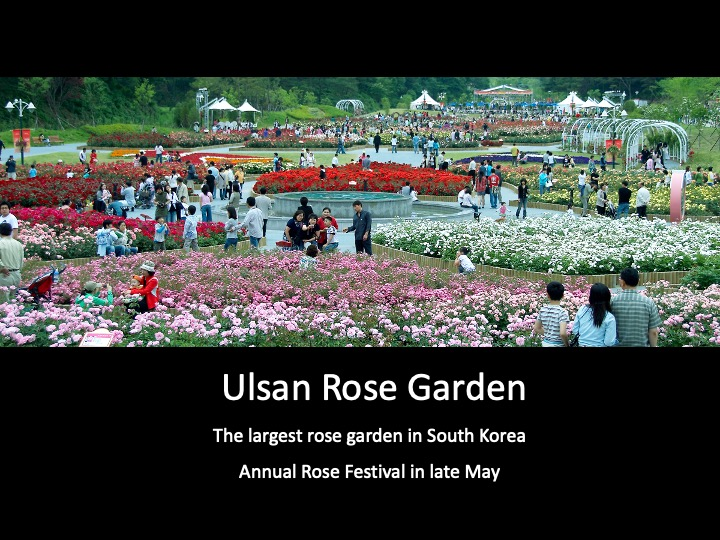 Ulsan Rose Garden
The largest rose garden in South Korea
Annual Rose Festival in late May